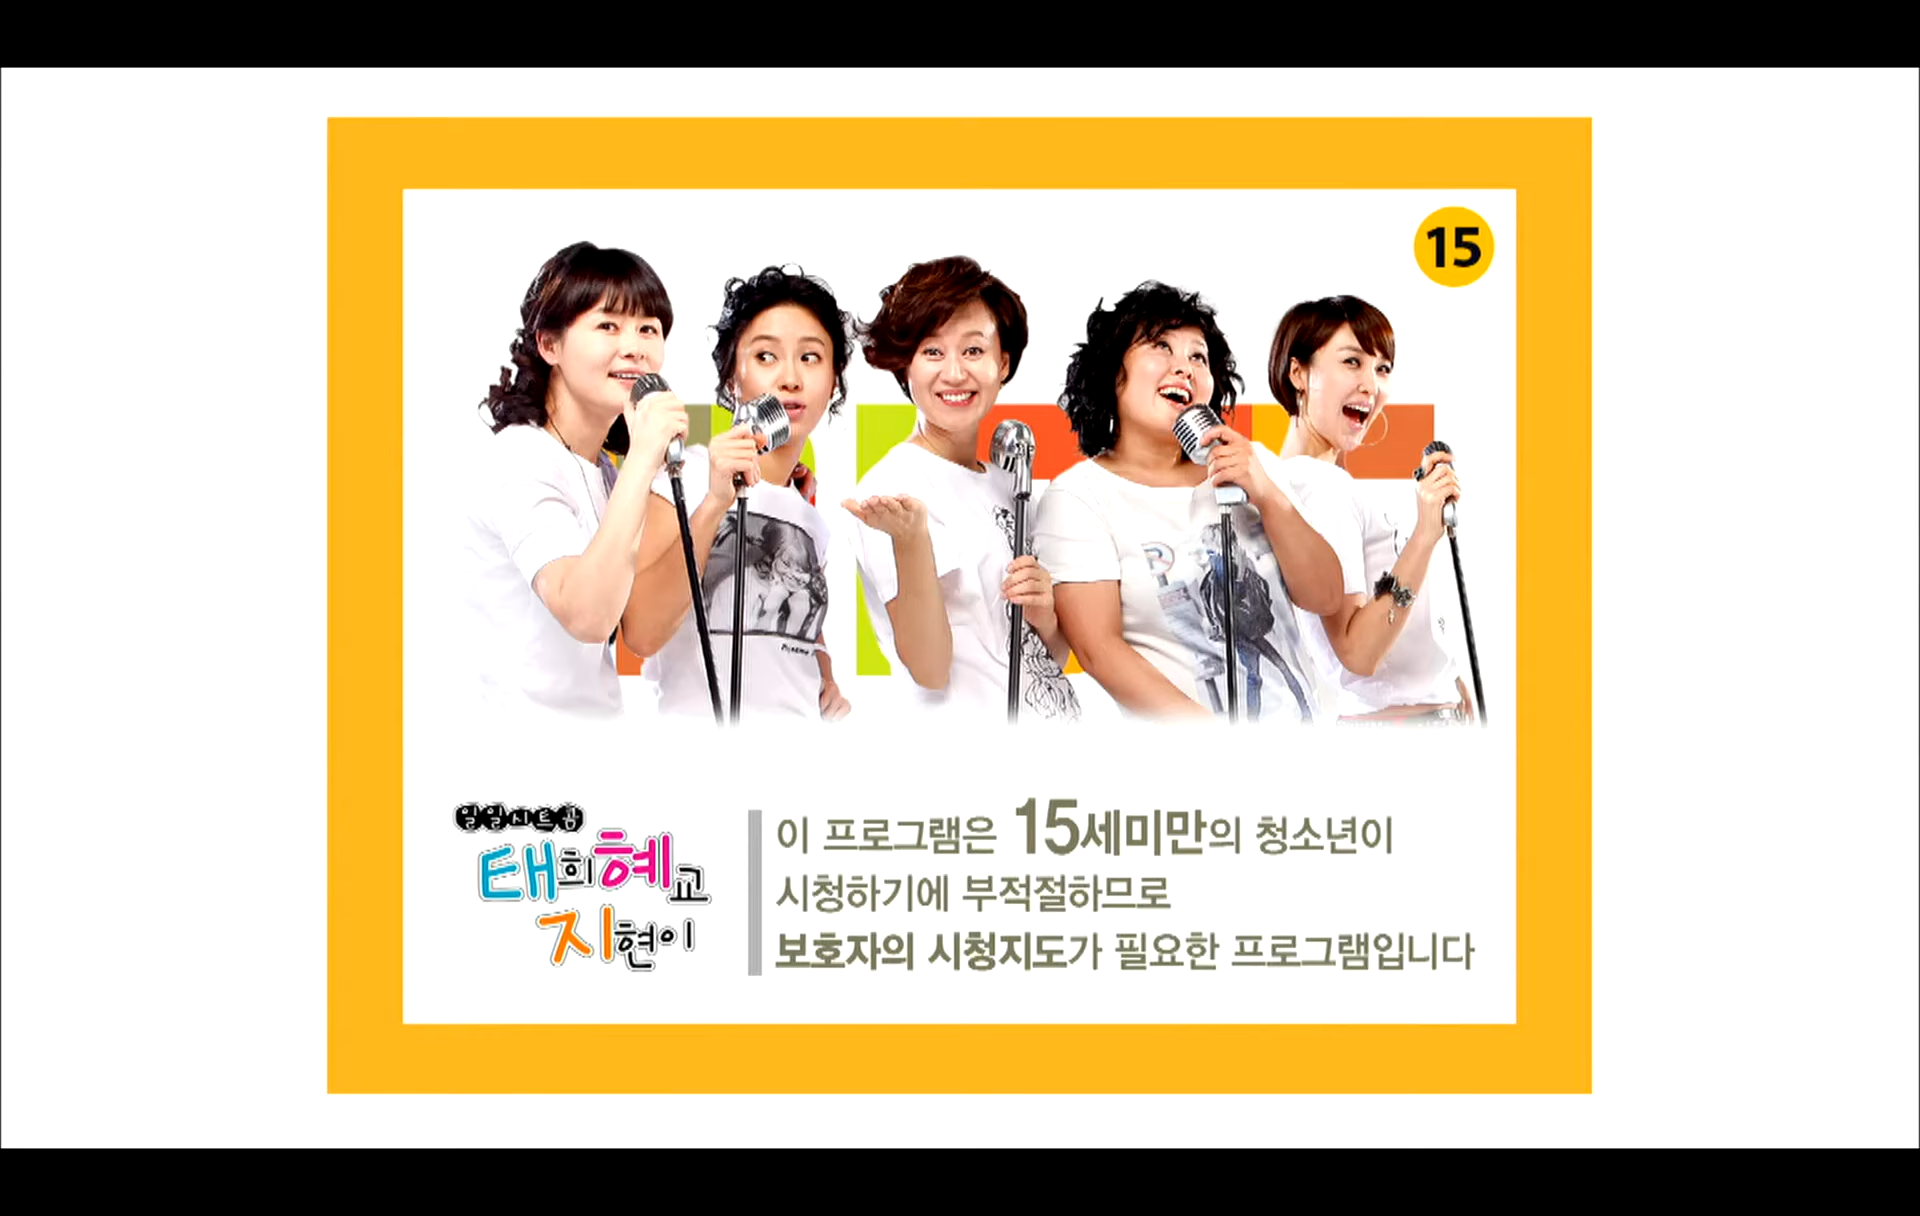 15
일일시트콤
태희혜교
지현이
이 프로그램은 15세미만의 청소년이
시청하기에 부적절하므로
보호자의 시청지도가 필요한 프로그램입니다